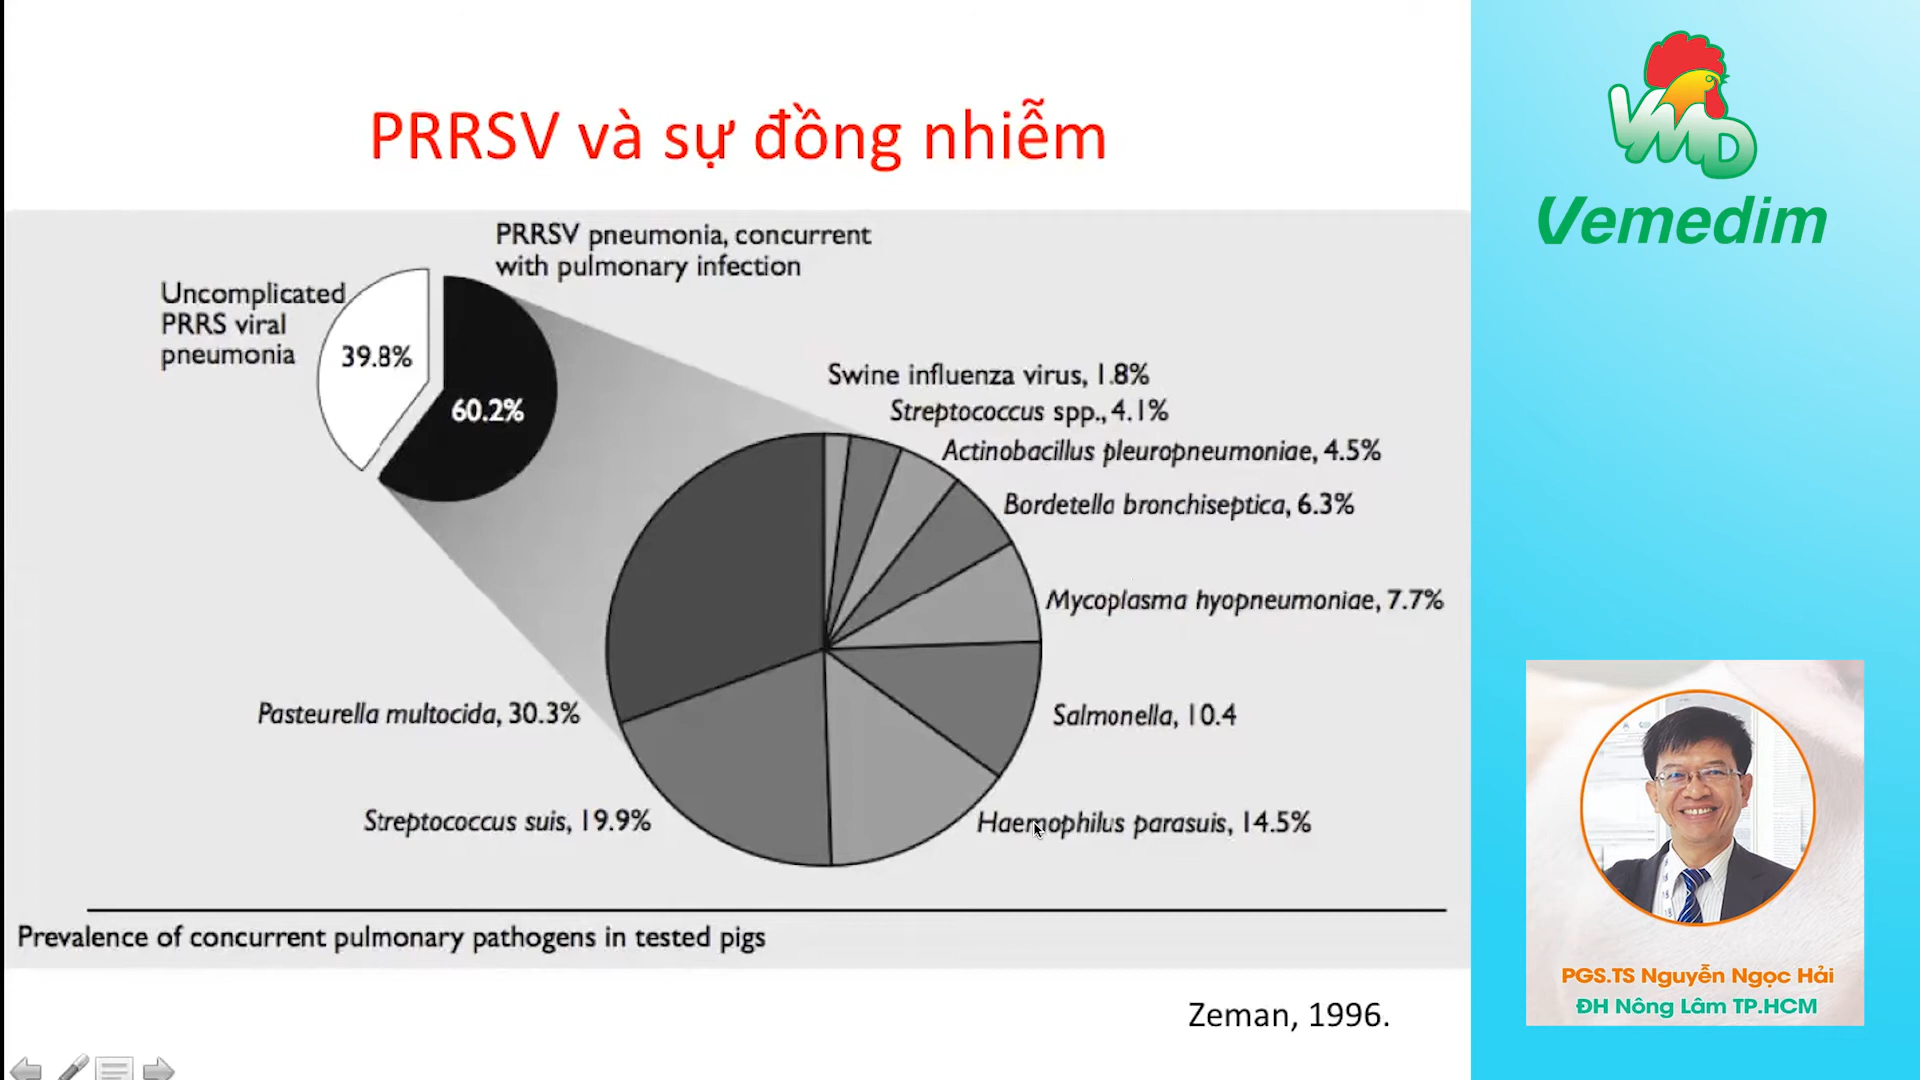 PRRSV và sự đồng nhiễm
PRRSV pneumonia, concurrent
with pulmonary infection
Uncomplicated
PRRS viral
pneumonia
39.8%
60.2%
Swine influenza virus, 1.8%
Streptococcus spp., 4.1%
Actinobacillus pleuropneumoniae, 4.5%
Bordetella bronchiseptica, 6.3%
Mycoplasma hyopneumoniae, 7.7%
Pasteurella multocida, 30.3%
Salmonella, 10.4
Streptococcus suis, 19.9%
Haemophilus parasuis, 14.5%
Prevalence of concurrent pulmonary pathogens in tested pigs
Zeman, 1996.
VMD
Vemedim
PGS.TS Nguyễn Ngọc Hải
ĐH Nông Lâm TP.HCM